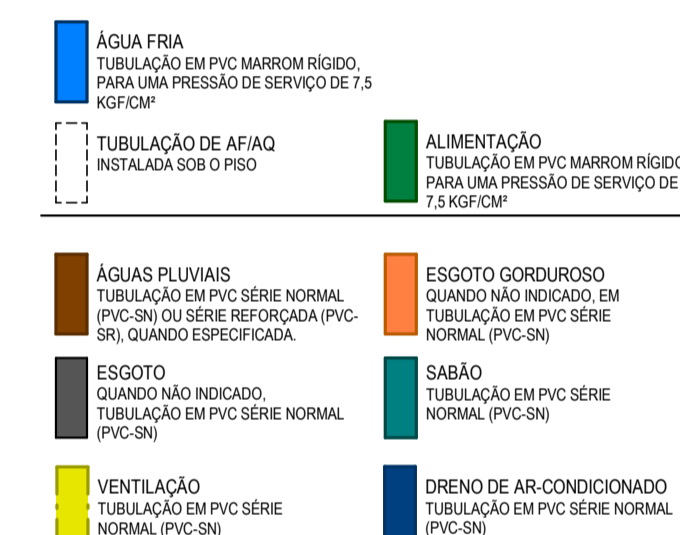 ÁGUA FRIA
TUBULAÇÃO EM PVC MARROM RÍGIDO,
PARA UMA PRESSÃO DE SERVIÇO DE 7,5
KGF/CM²
TUBULAÇÃO DE AF/AQ
INSTALADA SOB O PISO
ALIMENTAÇÃO
TUBULAÇÃO EM PVC MARROM RÍGIDO
PARA UMA PRESSÃO DE SERVIÇO DE
7,5 KGF/CM²
ÁGUAS PLUVIAIS
TUBULAÇÃO EM PVC SÉRIE NORMAL
(PVC-SN) OU SÉRIE REFORÇADA (PVC-
SR), QUANDO ESPECIFICADA.
ESGOTO GORDUROSO
QUANDO NÃO INDICADO, EM
TUBULAÇÃO EM PVC SÉRIE
NORMAL (PVC-SN)
ESGOTO
QUANDO NÃO INDICADO,
TUBULAÇÃO EM PVC SÉRIE NORMAL
(PVC-SN)
SABÃO
TUBULAÇÃO EM PVC SÉRIE
NORMAL (PVC-SN)
VENTILAÇÃO
TUBULAÇÃO EM PVC SÉRIE
NORMAL (PVC-SN)
DRENO DE AR-CONDICIONADO
TUBULAÇÃO EM PVC SÉRIE NORMAL
(PVC-SN)